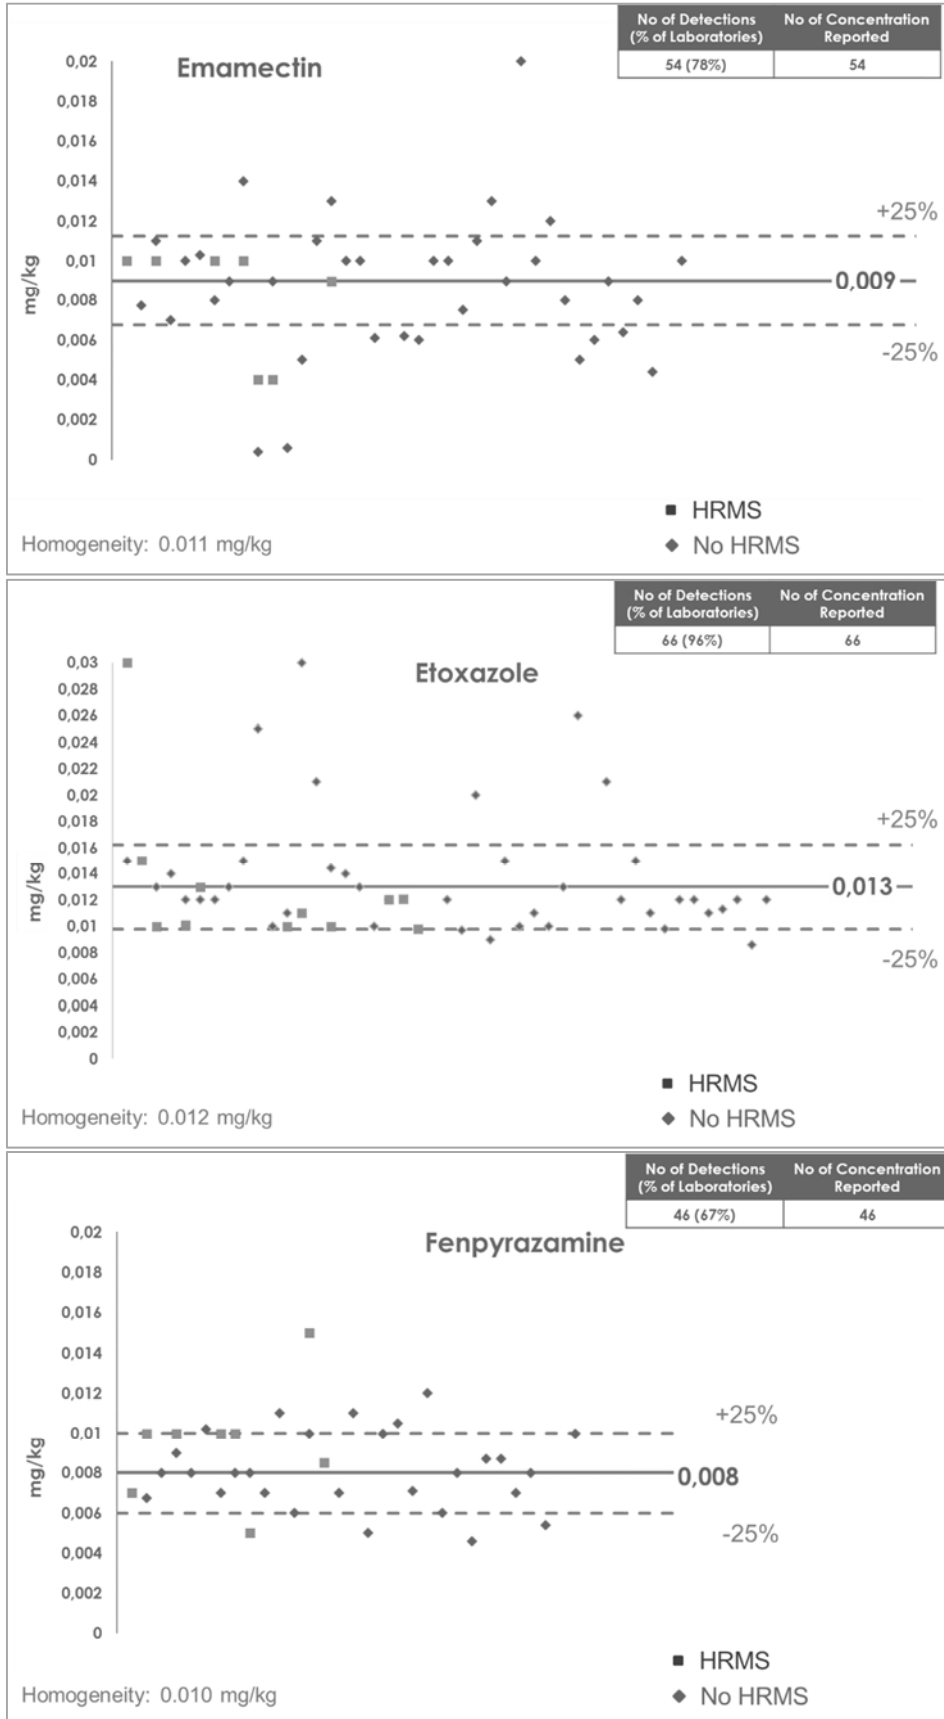 No of Detections
(% of Laboratories)
No of Concentration
Reported
54 (78%)
54
Emamectin
0,02
0,018
0,016
0,014
0,012
0,01
0,008
0,006
0,004
0,002
0
mg/kg
+25%
0,009
-25%
HRMS
No HRMS
Homogeneity: 0.011 mg/kg
No of Detections
(% of Laboratories)
No of Concentration
Reported
66 (96%)
66
Etoxazole
0,03
0,028
0,026
0,024
0,022
0,02
0,018
0,016
0,014
0,012
0,01
0,008
0,006
0,004
0,002
0
mg/kg
+25%
0,013
-25%
HRMS
No HRMS
Homogeneity: 0.012 mg/kg
No of Detections
(% of Laboratories)
No of Concentration
Reported
46 (67%)
46
Fenpyrazamine
0,02
0,018
0,016
0,014
0,012
0,01
0,008
0,006
0,004
0,002
0
mg/kg
+25%
0,008
-25%
HRMS
No HRMS
Homogeneity: 0.010 mg/kg